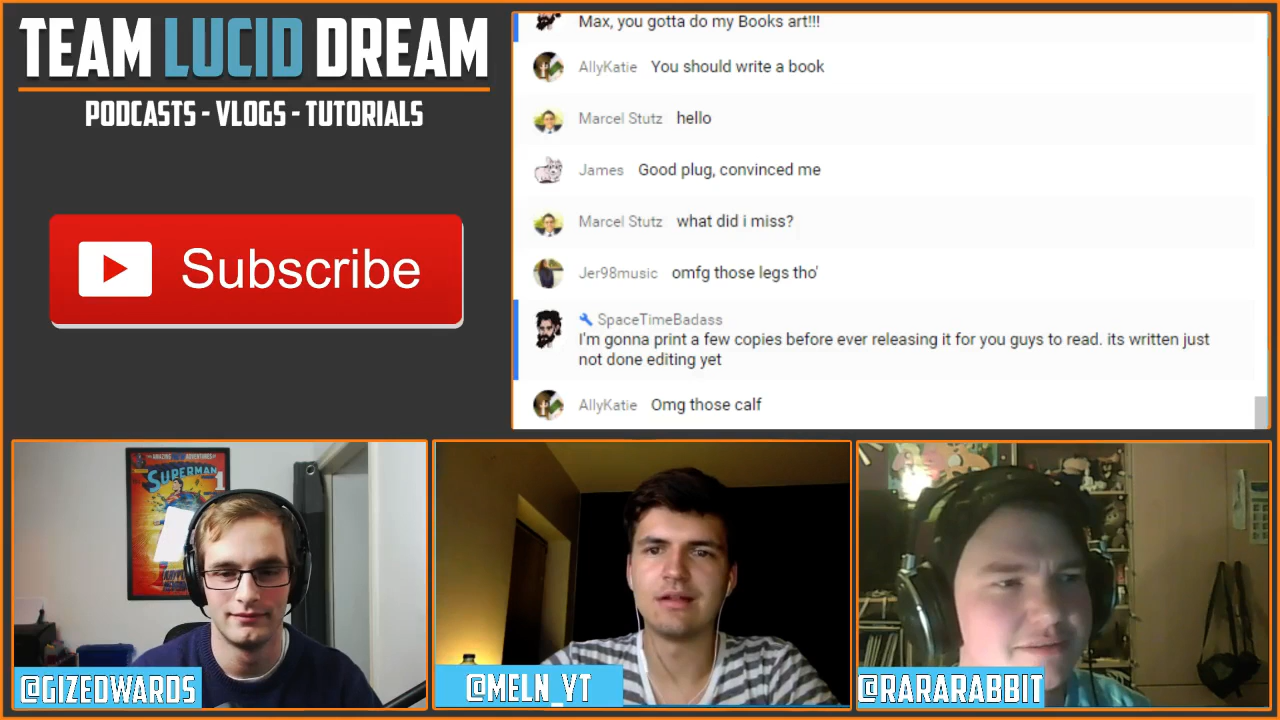 TEAM LUCID DREAM
PODCASTS - VLOGS - TUTORIALS
Subscribe
Max, you gotta do my Books art!!!
AllyKatie You should write a book
Marcel Stutz hello
James Good plug, convinced me
Marcel Stutz what did i miss?
Jer98music omfg those legs tho'
SpaceTimeBadass
I'm gonna print a few copies before ever releasing it for you guys to read. its written just
not done editing yet
AllyKatie Omg those calf
SUPERMAN
1
@GIZEDWARDS
@MELN_YT
@RARARABBIT